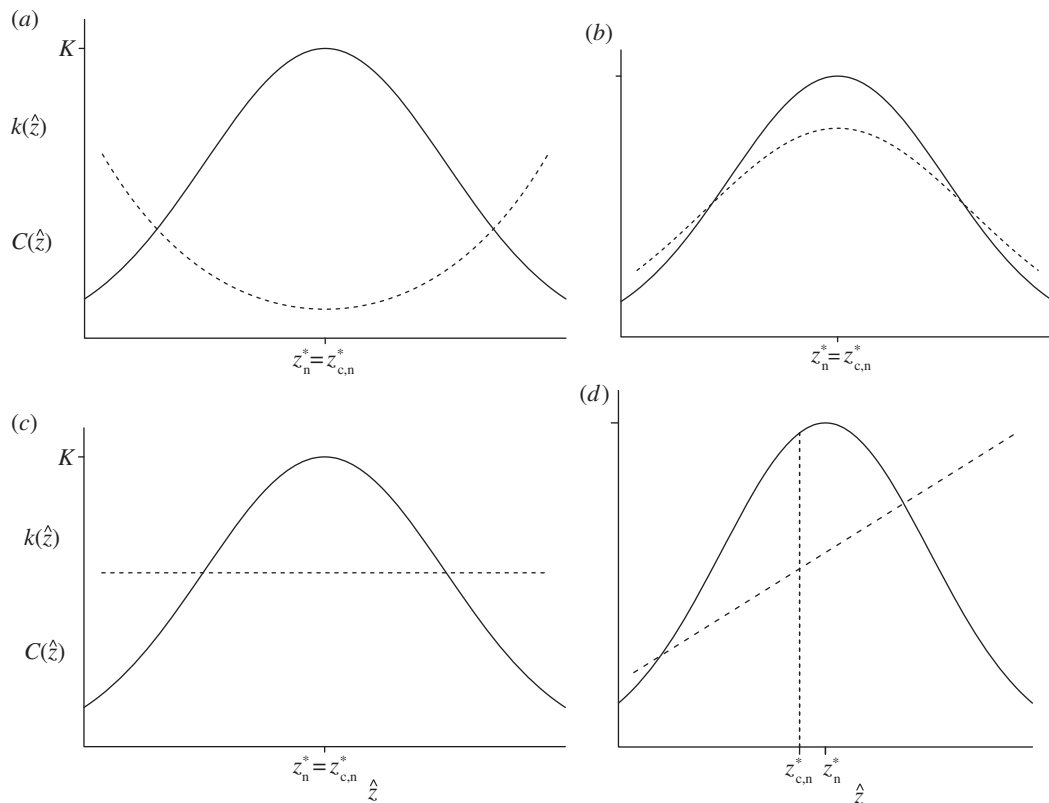 (a)
K
k(ẑ)
C(ẑ)
z*n = z*c,n
(b)
z*n = z*c,n
(c)
K
k(ẑ)
C(ẑ)
z*n = z*c,n
ẑ
(d)
z*c,n z*n
ẑ